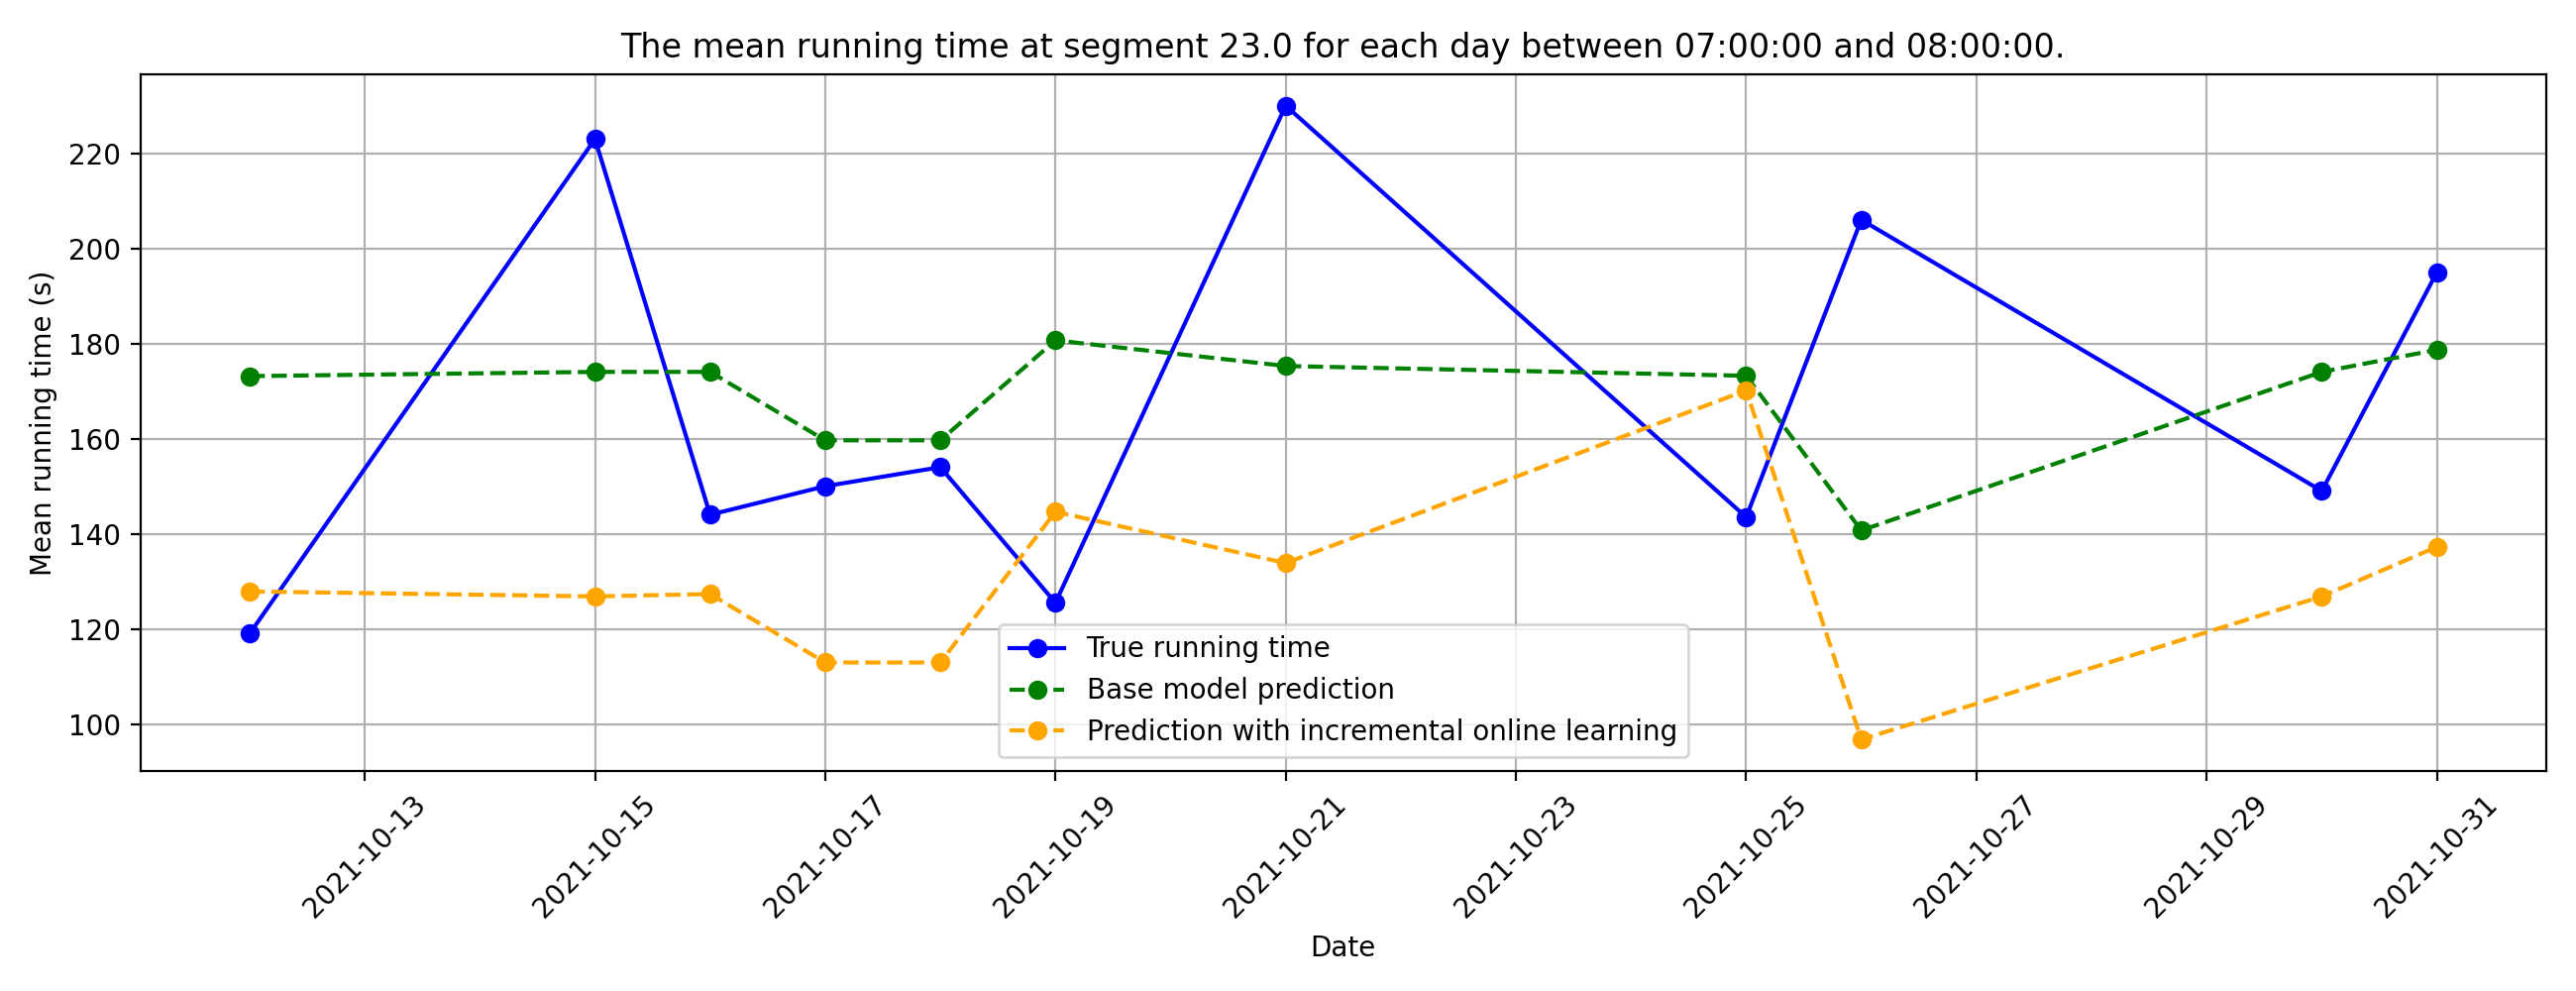 The mean running time at segment 23.0 for each day between 07:00:00 and 08:00:00.
Mean running time (s)
220
200
180
160
140
120
100
True running time
Base model prediction
Prediction with incremental online learning
2021-10-13
2021-10-15
2021-10-17
2021-10-19
2021-10-21
2021-10-23
2021-10-25
2021-10-27
2021-10-29
2021-10-31
Date